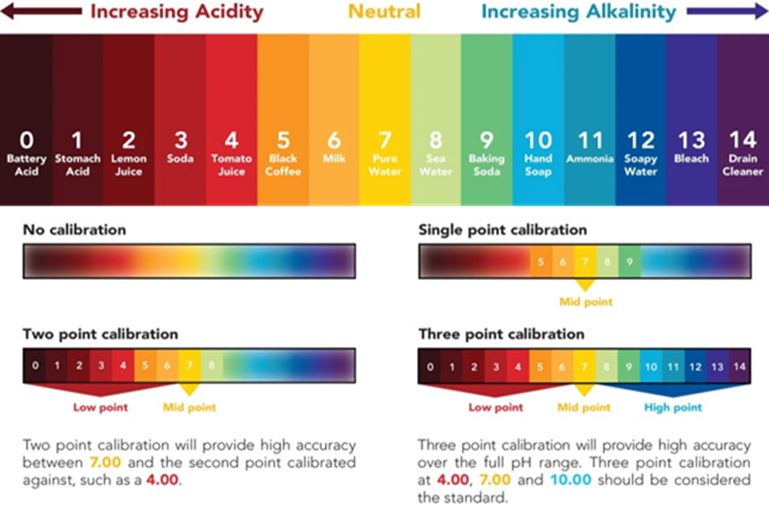 Increasing Acidity Neutral Increasing Alkalinity
0 1 2 3 4 5 6 7 8 9 10 11 12 13 14
Battery Acid Stomach Acid Lemon Juice Soda Tomato Juice Black Coffee Milk Pure Water Sea Water Baking Soda Hand Soap Ammonia Soapy Water Bleach Drain Cleaner
No calibration
Single point calibration
5 6 7 8 9
Mid point
Two point calibration
0 1 2 3 4 5 6 7 8
Low point Mid point
Two point calibration will provide high accuracy
between 7.00 and the second point calibrated
against, such as a 4.00.
Three point calibration
0 1 2 3 4 5 6 7 8 9 10 11 12 13 14
Low point Mid point High point
Three point calibration will provide high accuracy
over the full pH range. Three point calibration
at 4.00, 7.00 and 10.00 should be considered
the standard.